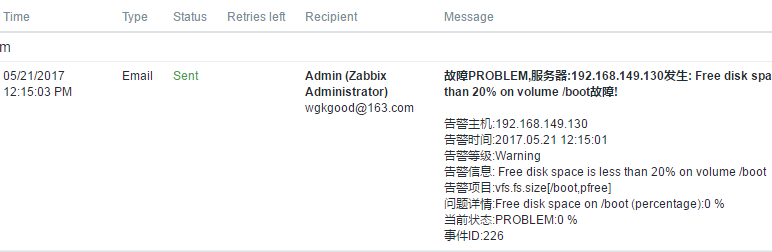 Time Type Status Retries left Recipient Message
m
05/21/2017 Email Sent Admin (Zabbix 故障PROBLEM,服务器:192.168.149.130发生: Free disk spa
12:15:03 PM Administrator) than 20% on volume /boot故障!
wgkgood@163.com
告警主机:192.168.149.130
告警时间:2017.05.21 12:15:01
告警等级:Warning
告警信息: Free disk space is less than 20% on volume /boot
告警项目:vfs.fs.size[/boot,pfree]
问题详情:Free disk space on /boot (percentage):0 %
当前状态:PROBLEM:0 %
事件ID:226